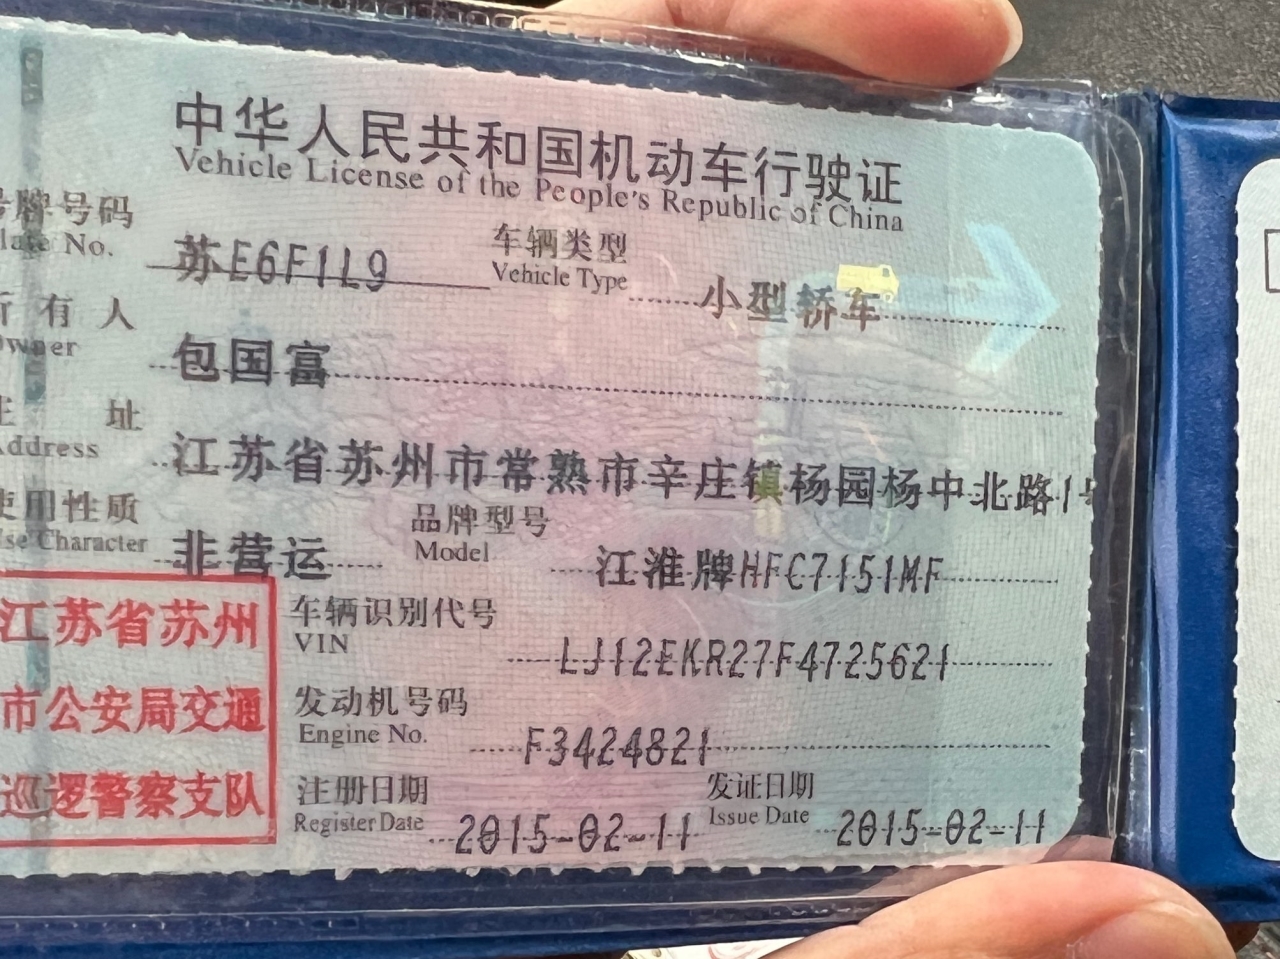 中华人民共和国机动车行驶证
Vehicle License of the People's Republic of China
号牌号码 苏E6F1L9 车辆类型 小型轿车
Plate No. Vehicle Type
所有人 包国富
Owner
住址 江苏省苏州市常熟市辛庄镇杨园杨中北路1号
Address
使用性质 非营运 品牌型号 江淮牌HFC7151MF
Use Character Model
江苏省苏州
市公安局交通
巡逻警察支队
车辆识别代号 LJ12EKR27F4725621
VIN
发动机号码 F3424821
Engine No.
注册日期 2015-02-11 发证日期 2015-02-11
Register Date Issue Date